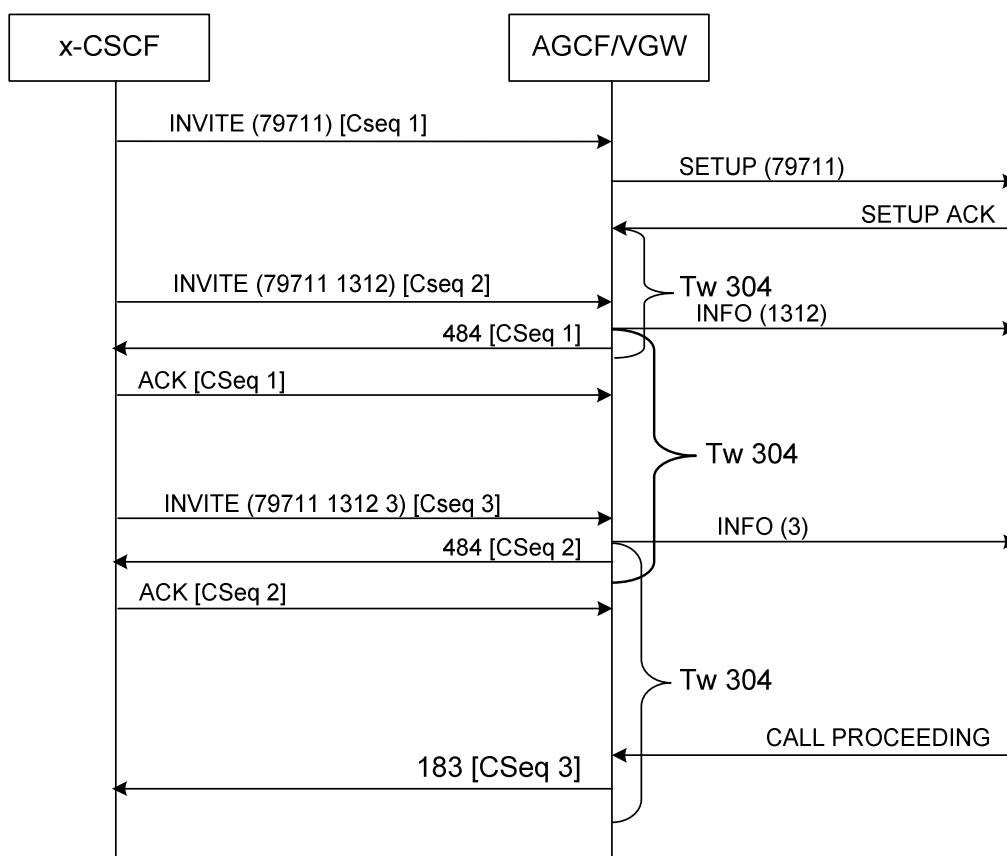 x-CSCF
AGCF/VGW
INVITE (79711) [Cseq 1]
SETUP (79711)
SETUP ACK
INVITE (79711 1312) [Cseq 2]
Tw 304
INFO (1312)
484 [CSeq 1]
ACK [CSeq 1]
Tw 304
INVITE (79711 1312 3) [Cseq 3]
INFO (3)
484 [CSeq 2]
ACK [CSeq 2]
Tw 304
CALL PROCEEDING
183 [CSeq 3]